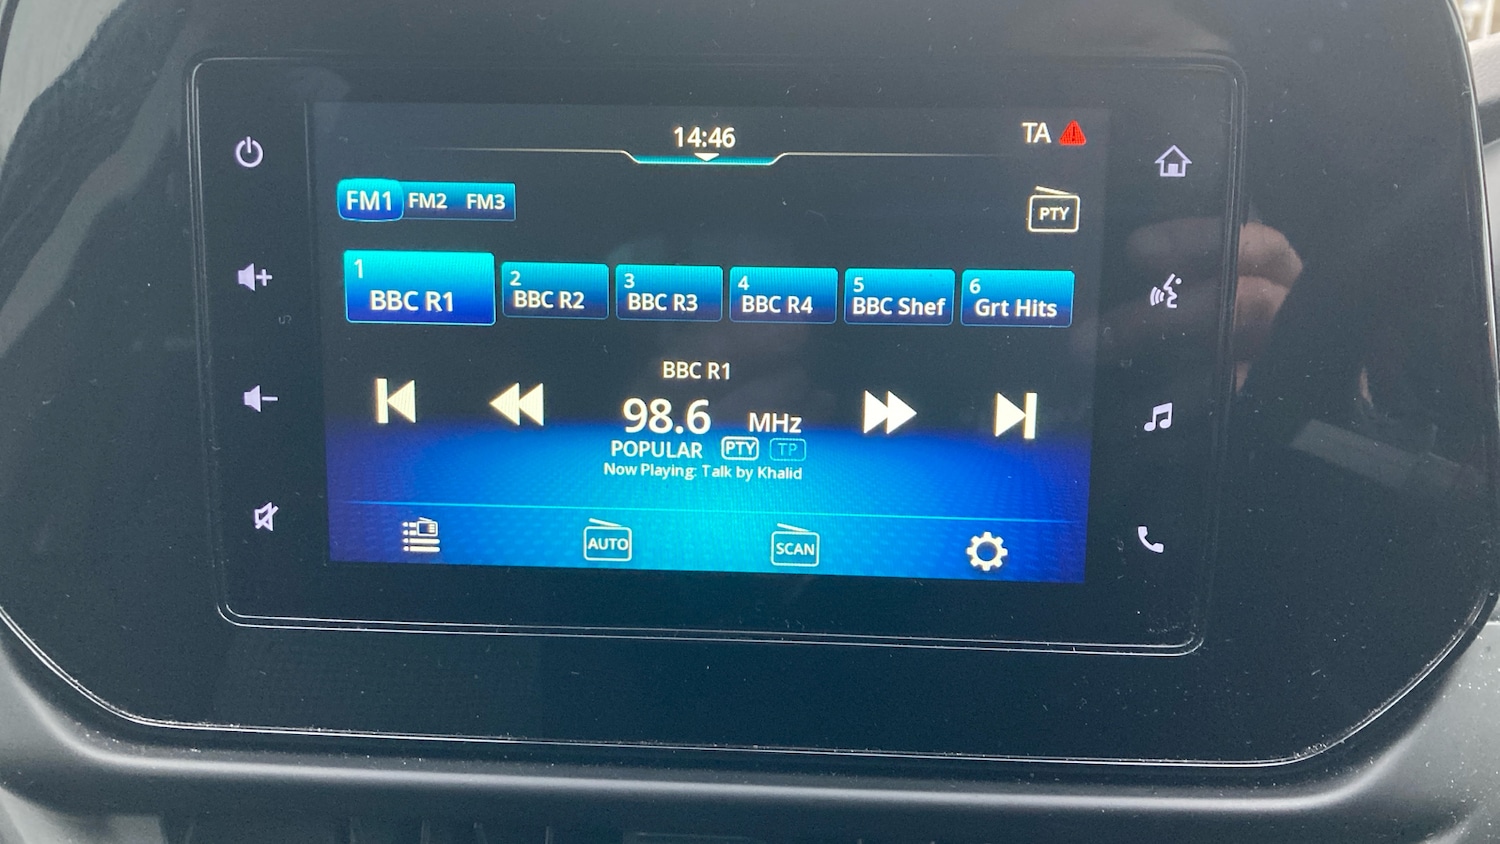 14:46
TA
FM1 FM2 FM3
PTY
1 BBC R1
2 BBC R2
3 BBC R3
4 BBC R4
5 BBC Shef
6 Grt Hits
BBC R1
98.6 MHz
POPULAR PTY TP
Now Playing: Talk by Khalid
AUTO
SCAN